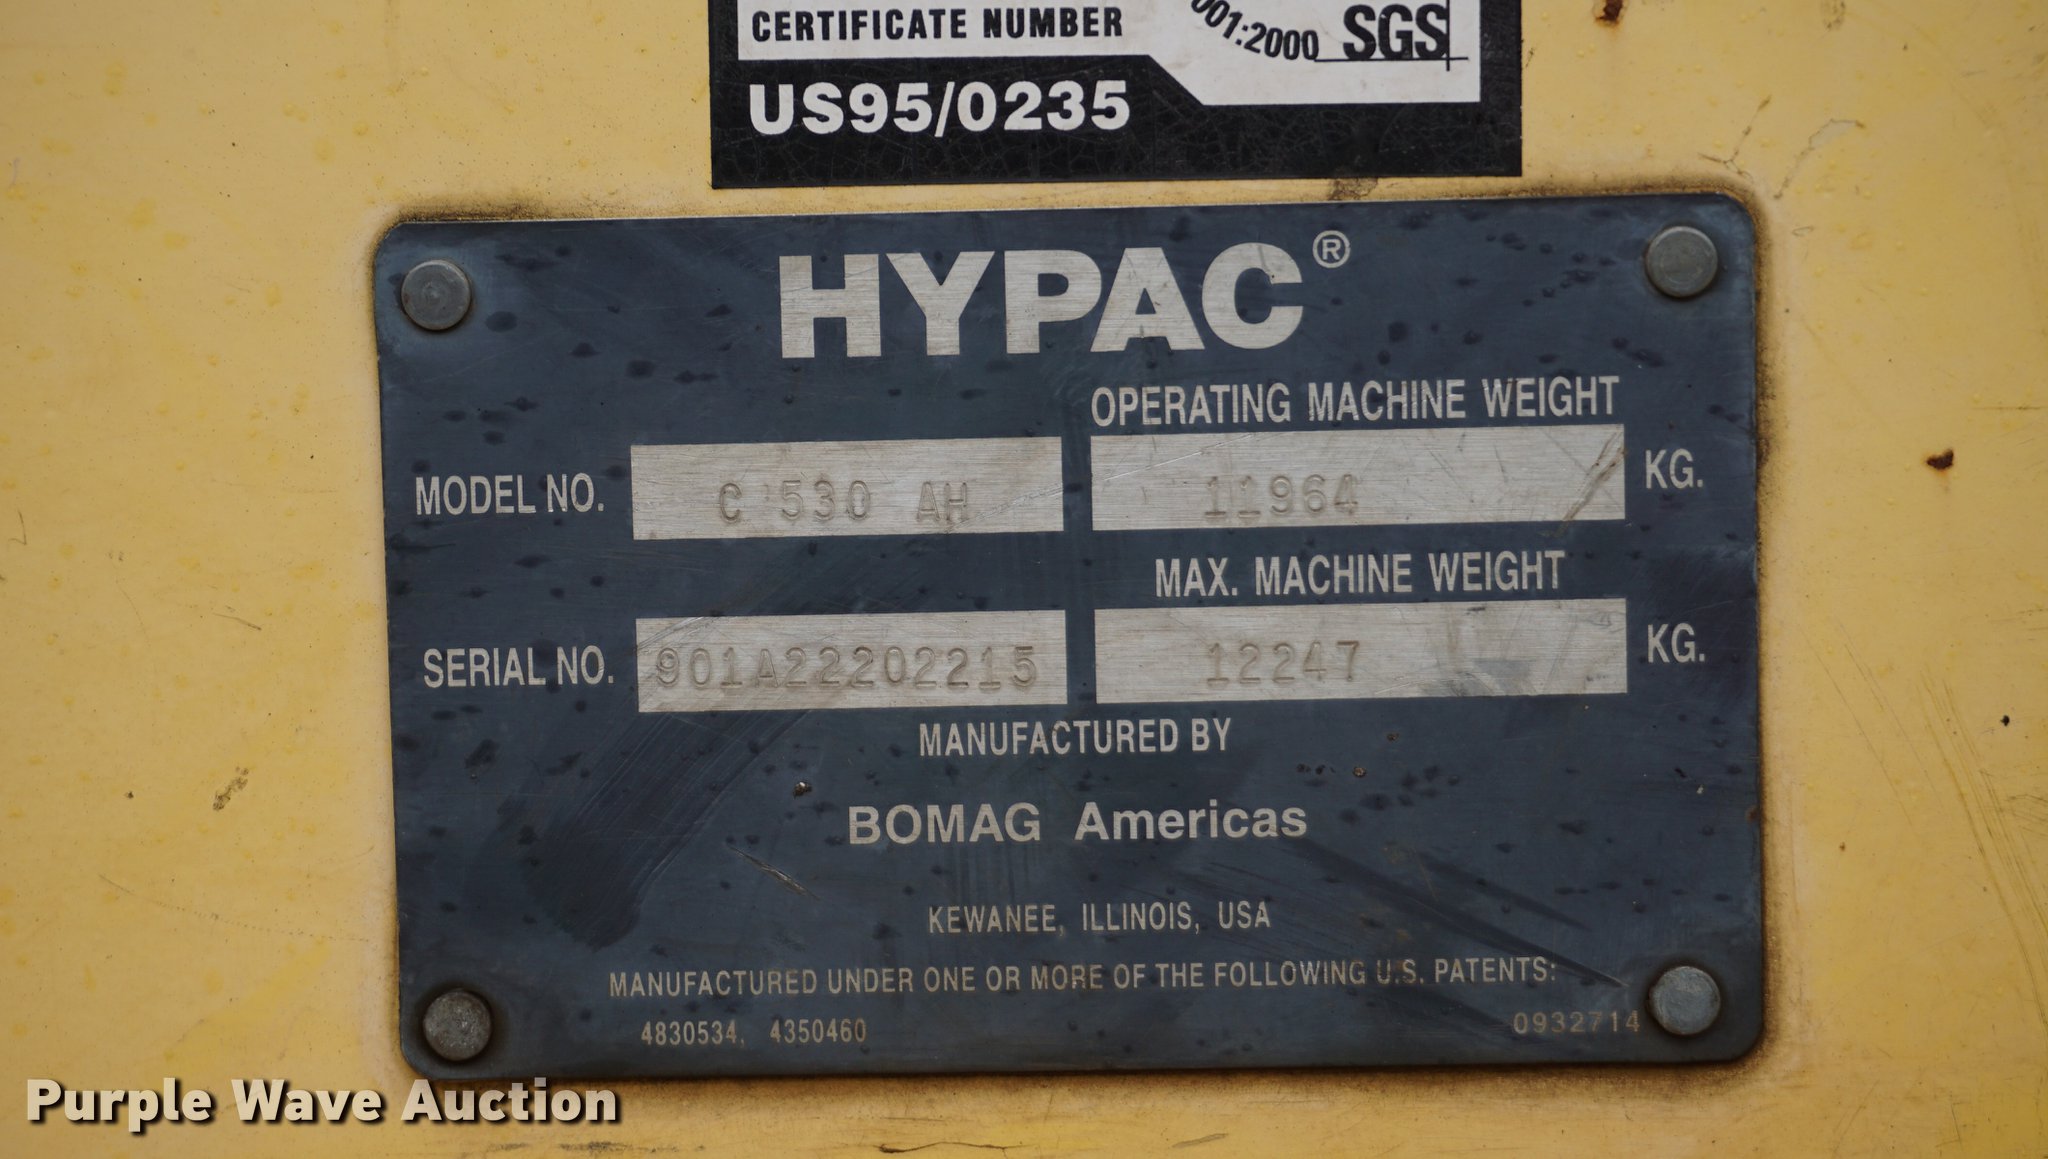 CERTIFICATE NUMBER
001:2000 SGS
US95/0235
HYPAC®
OPERATING MACHINE WEIGHT
MODEL NO. C 530 AH 11964 KG.
MAX. MACHINE WEIGHT
SERIAL NO. 901A22202215 12247 KG.
MANUFACTURED BY
BOMAG Americas
KEWANEE, ILLINOIS, USA
MANUFACTURED UNDER ONE OR MORE OF THE FOLLOWING U.S. PATENTS:
4830534, 4350460 0932714
Purple Wave Auction